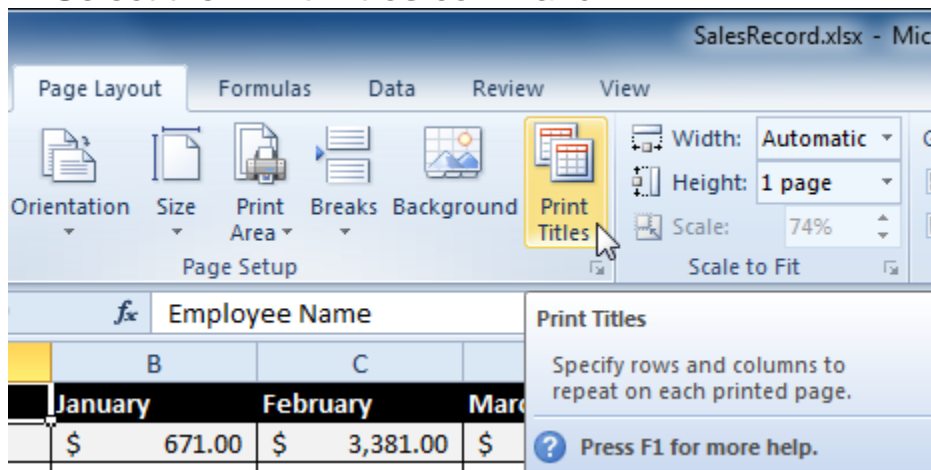 SalesRecord.xlsx - Mic
Page Layout Formulas Data Review View
Orientation Size Print Area Breaks Background Print Titles
Width: Automatic
Height: 1 page
Scale: 74%
Page Setup Scale to Fit
fx Employee Name
Print Titles
Specify rows and columns to
repeat on each printed page.
Press F1 for more help.
B C
January February Marc
$ 671.00 $ 3,381.00 $